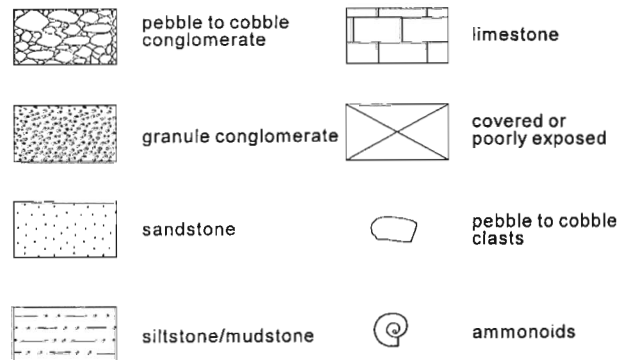 pebble to cobble
conglomerate
granule conglomerate
sandstone
siltstone/mudstone
limestone
covered or
poorly exposed
pebble to cobble
clasts
ammonoids